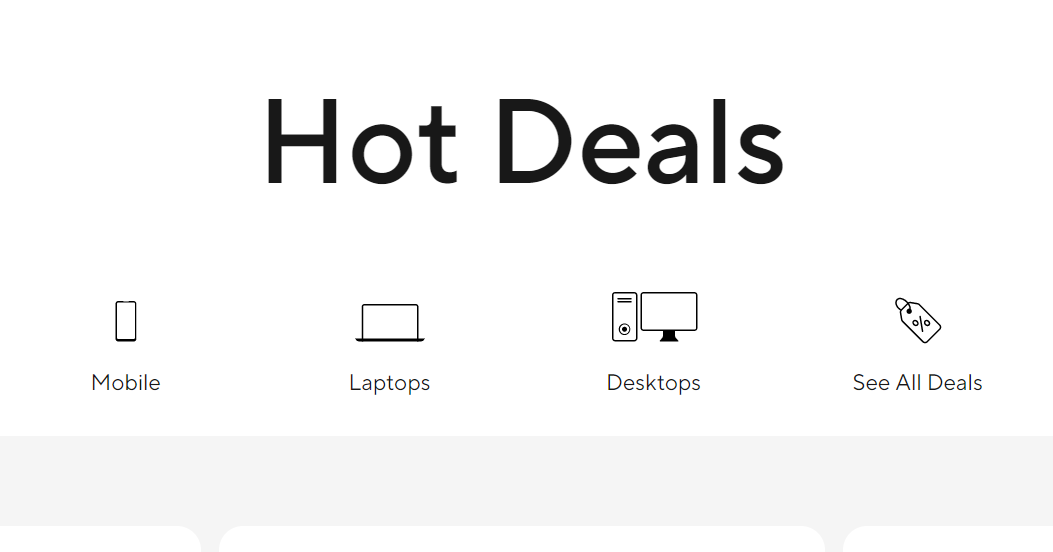 Hot Deals
Mobile
Laptops
Desktops
See All Deals